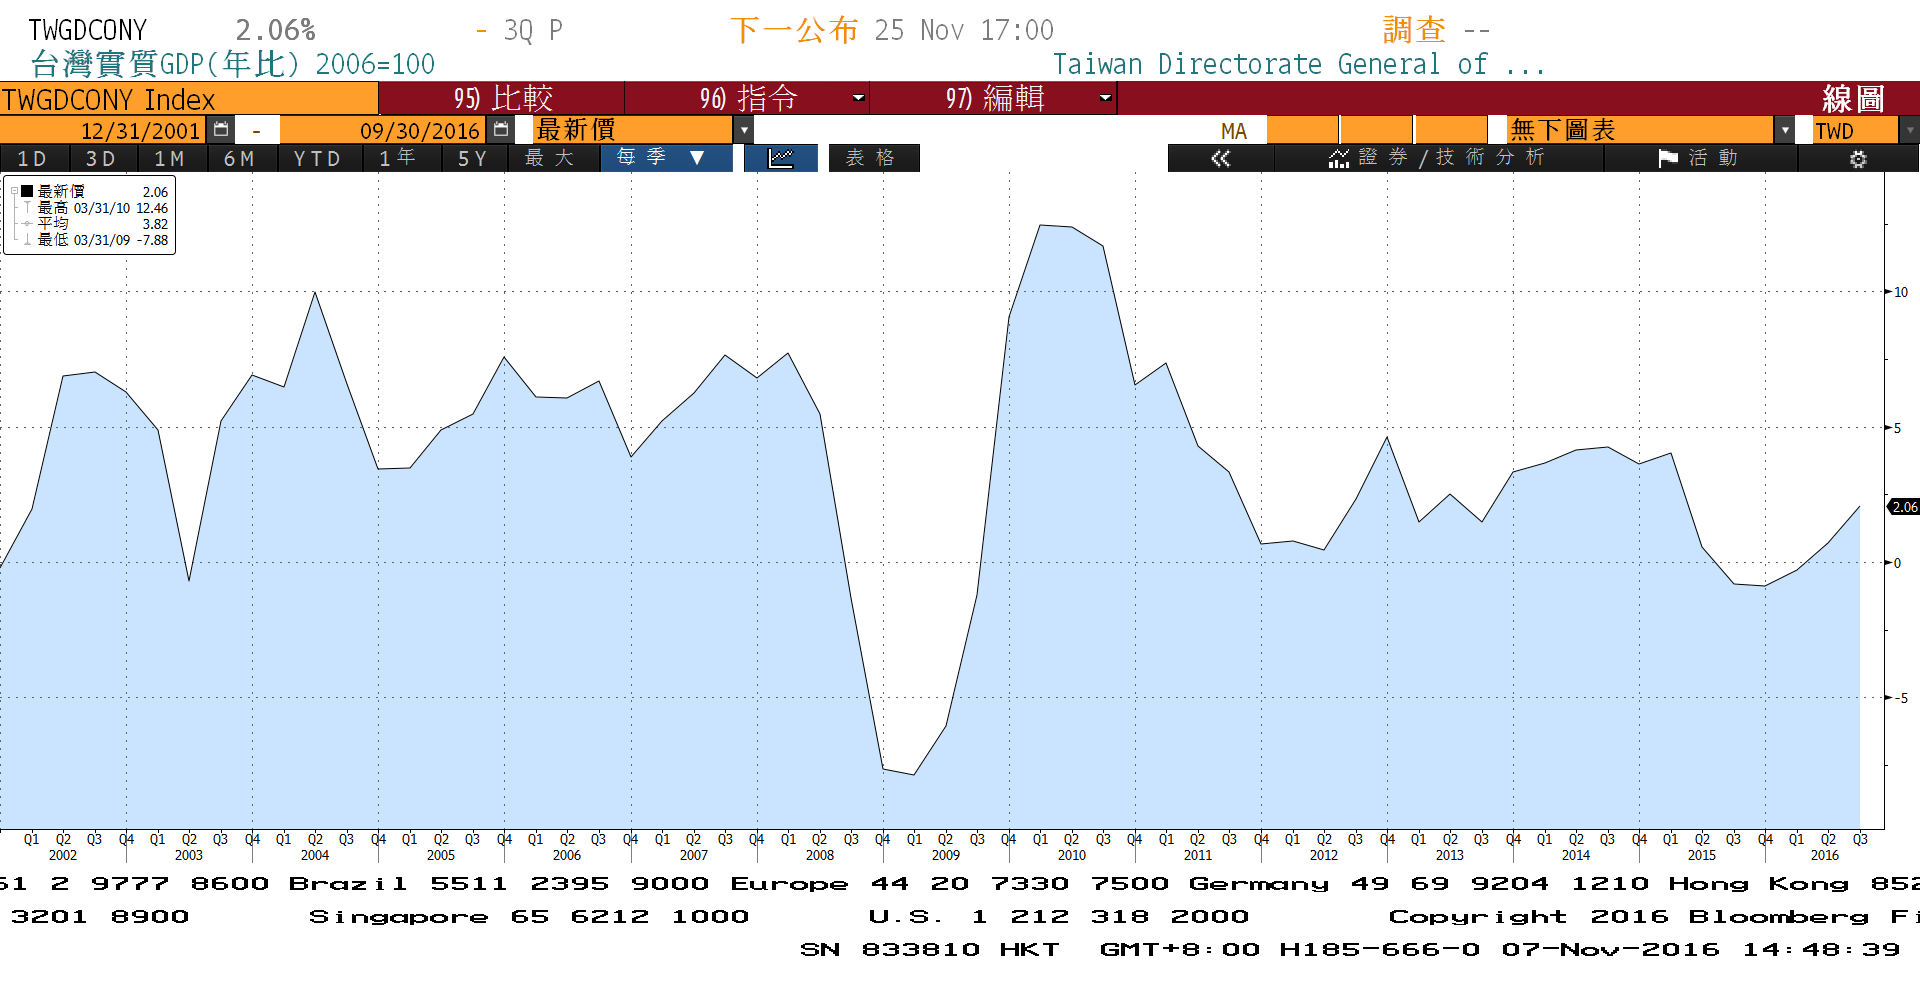 TWGDCONY 2.06% - 3Q P 下一公布 25 Nov 17:00 調查 --
台灣實質GDP(年比) 2006=100 Taiwan Directorate General of ...
TWGDCONY Index 95) 比較 96) 指令 97) 編輯 線圖
12/31/2001 - 09/30/2016 最新價 MA 無下圖表 TWD
1D 3D 1M 6M YTD 1年 5Y 最大 每季 ▼ 表格 « 證券/技術分析 活動
最新價 2.06
最高 03/31/10 12.46
平均 3.82
最低 03/31/09 -7.88
10
5
2.06
0
-5
Q1 Q2 Q3 Q4 Q1 Q2 Q3 Q4 Q1 Q2 Q3 Q4 Q1 Q2 Q3 Q4 Q1 Q2 Q3 Q4 Q1 Q2 Q3 Q4 Q1 Q2 Q3 Q4 Q1 Q2 Q3 Q4 Q1 Q2 Q3 Q4 Q1 Q2 Q3 Q4 Q1 Q2 Q3 Q4 Q1 Q2 Q3 Q4 Q1 Q2 Q3 Q4 Q1 Q2 Q3 Q4 Q1 Q2 Q3
2002 2003 2004 2005 2006 2007 2008 2009 2010 2011 2012 2013 2014 2015 2016
61 2 9777 8600 Brazil 5511 2395 9000 Europe 44 20 7330 7500 Germany 49 69 9204 1210 Hong Kong 852
3201 8900 Singapore 65 6212 1000 U.S. 1 212 318 2000 Copyright 2016 Bloomberg Fi
SN 833810 HKT GMT+8:00 H185-666-0 07-Nov-2016 14:48:39